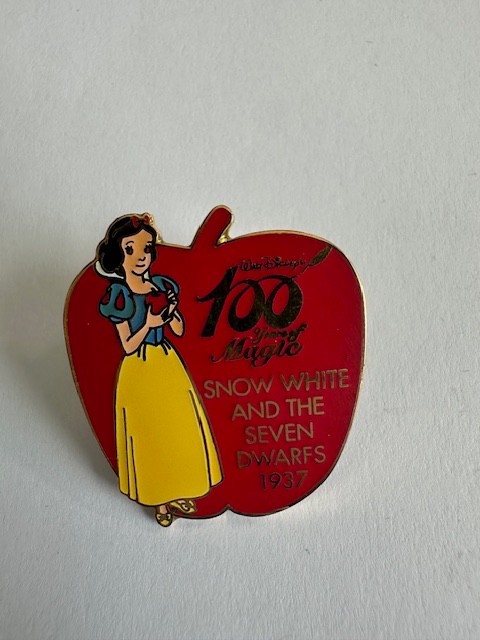 Walt Disney's
100
Years of
Magic
SNOW WHITE
AND THE
SEVEN
DWARFS
1937